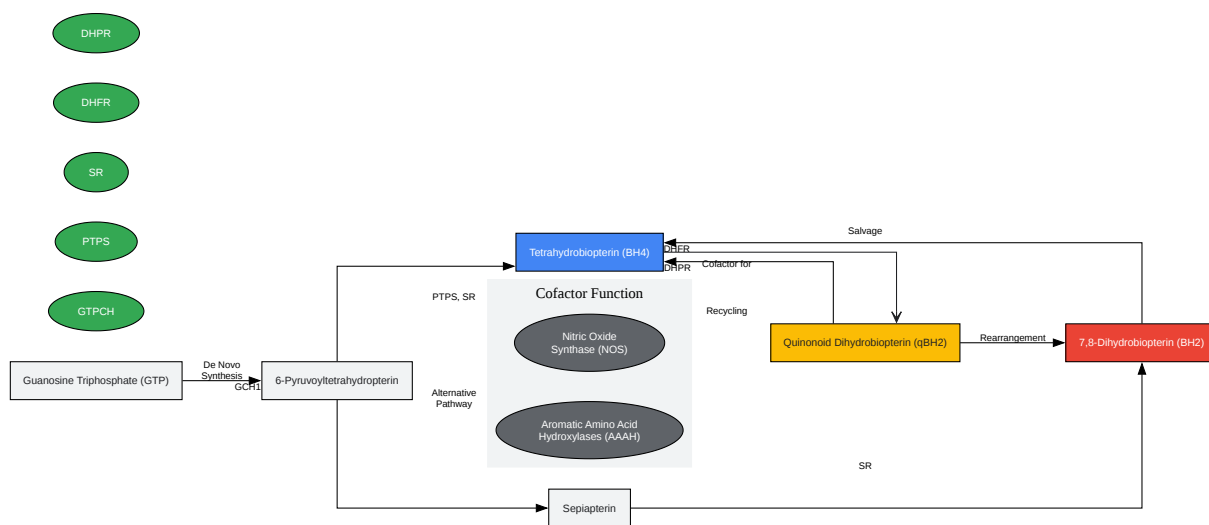 DHPR
DHFR
SR
PTPS
GTPCH
Guanosine Triphosphate (GTP)
De Novo
Synthesis
GCH1
6-Pyruvoyltetrahydropterin
PTPS, SR
Alternative
Pathway
Tetrahydrobiopterin (BH4)
DHFR
DHPR
Cofactor for
Salvage
Cofactor Function
Nitric Oxide
Synthase (NOS)
Aromatic Amino Acid
Hydroxylases (AAAH)
Recycling
Quinonoid Dihydrobiopterin (qBH2)
Rearrangement
7,8-Dihydrobiopterin (BH2)
SR
Sepiapterin